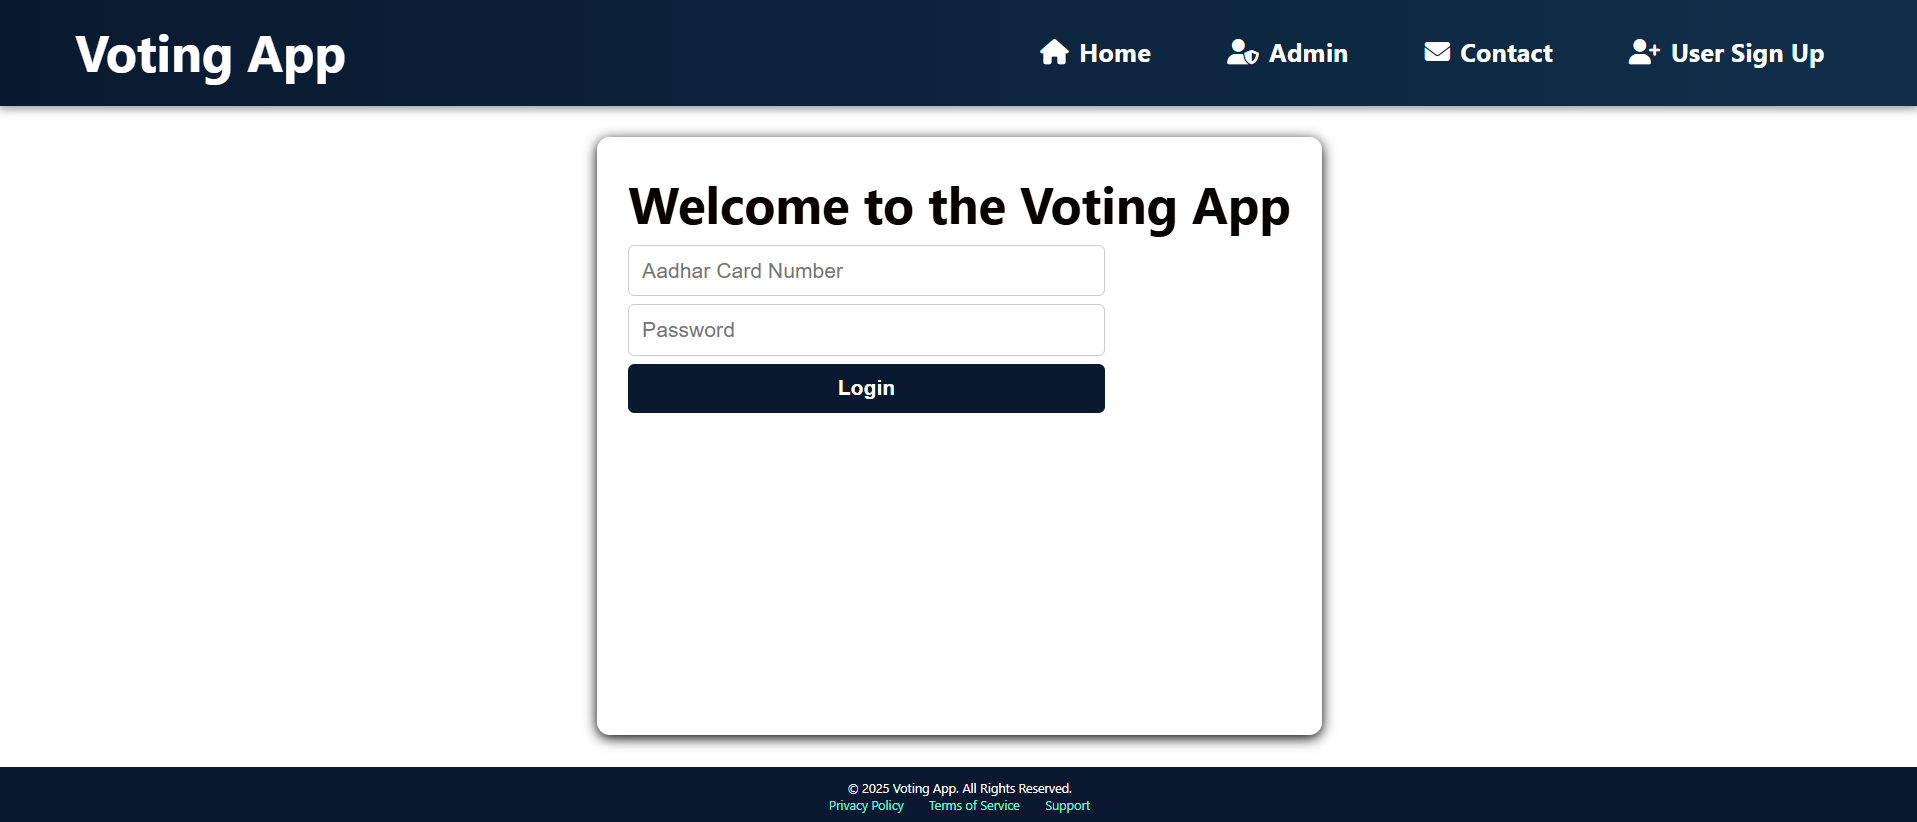 Voting App
Home
Admin
Contact
User Sign Up
Welcome to the Voting App
Aadhar Card Number
Password
Login
© 2025 Voting App. All Rights Reserved.
Privacy Policy Terms of Service Support